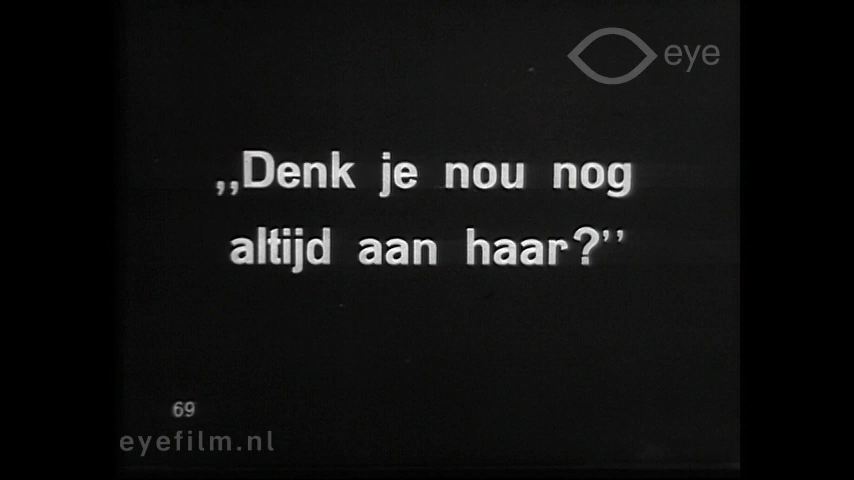 eye
,,Denk je nou nog
altijd aan haar?’’
69
eyefilm.nl